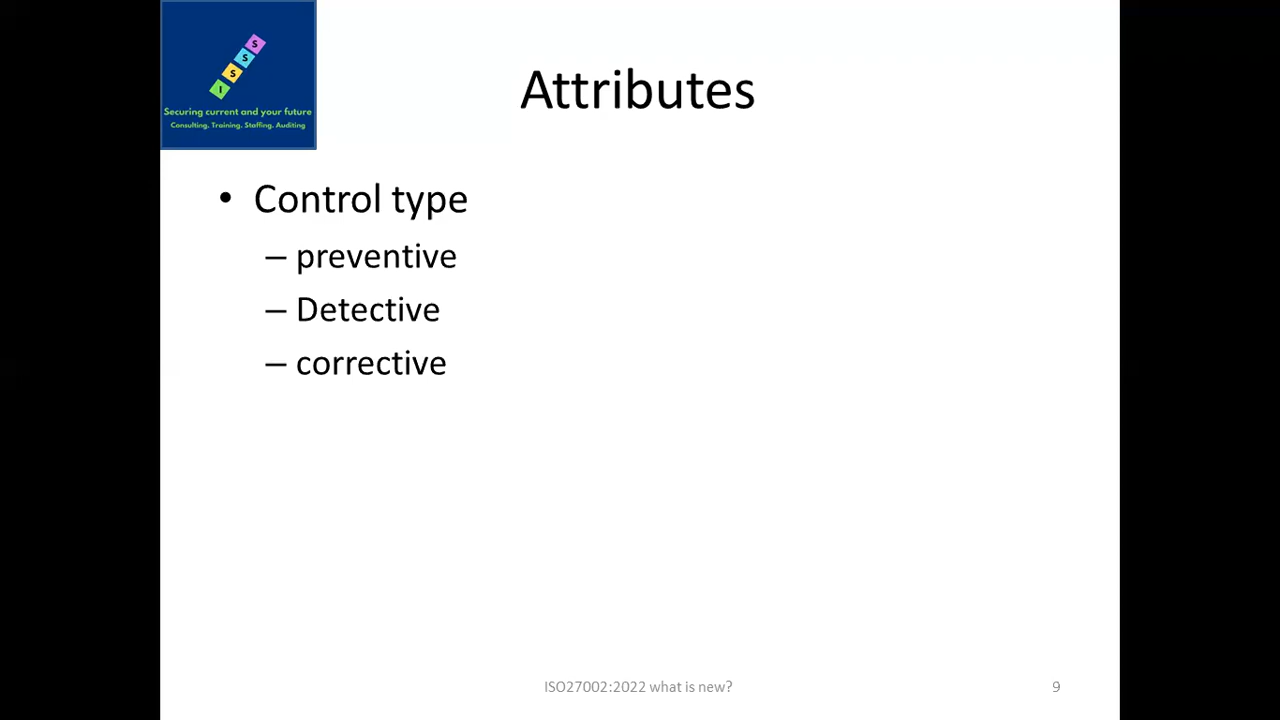 S
S
S
I
Securing current and your future
Consulting. Training. Staffing. Auditing
Attributes
• Control type
– preventive
– Detective
– corrective
ISO27002:2022 what is new?
9